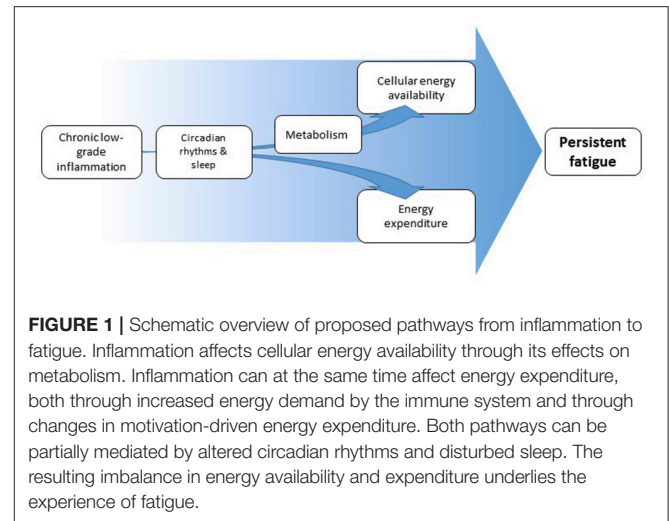 Cellular energy
availability
Metabolism
Chronic low-
grade
inflammation
Circadian
rhythms &
sleep
Persistent
fatigue
Energy
expenditure
FIGURE 1 | Schematic overview of proposed pathways from inflammation to
fatigue. Inflammation affects cellular energy availability through its effects on
metabolism. Inflammation can at the same time affect energy expenditure,
both through increased energy demand by the immune system and through
changes in motivation-driven energy expenditure. Both pathways can be
partially mediated by altered circadian rhythms and disturbed sleep. The
resulting imbalance in energy availability and expenditure underlies the
experience of fatigue.